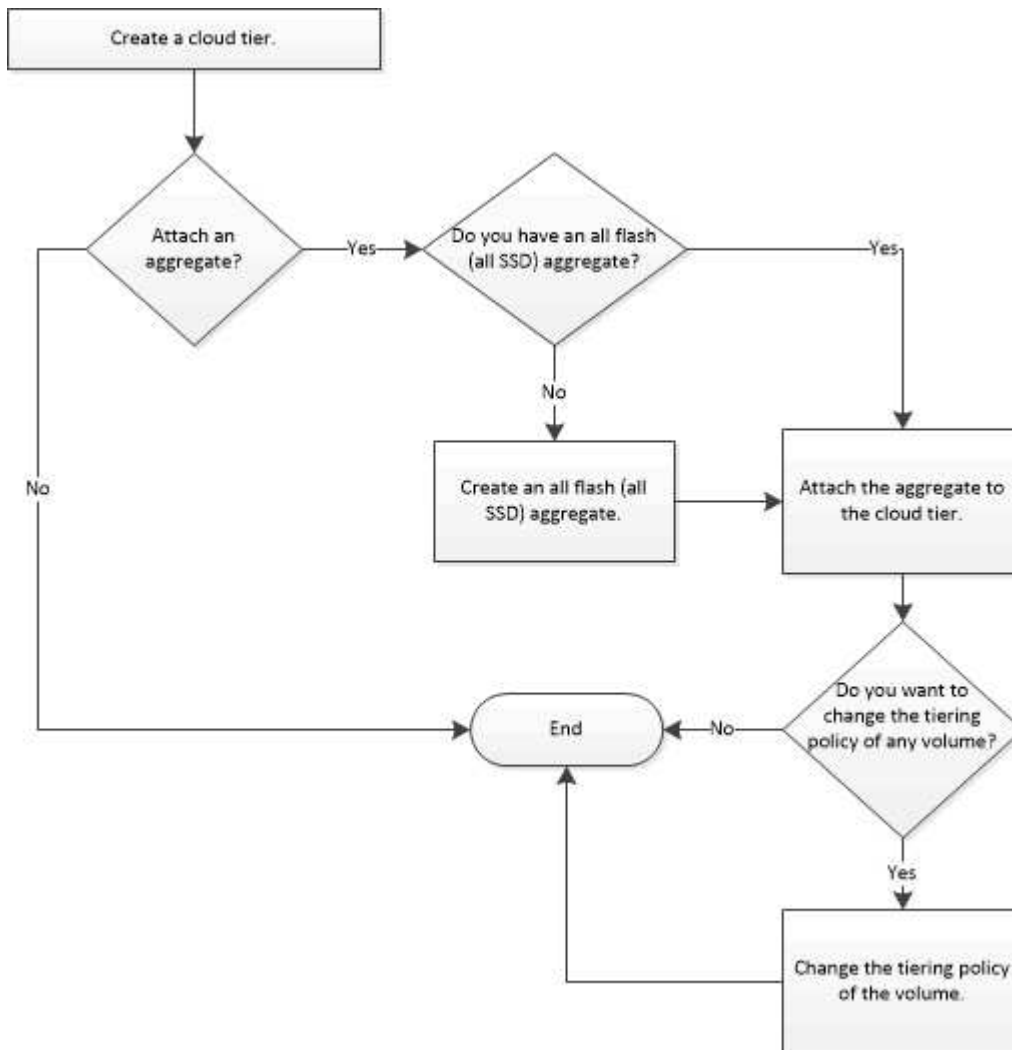 Create a cloud tier.
Attach an
aggregate?
Yes
Do you have an all flash
(all SSD) aggregate?
Yes
No
No
Create an all flash (all
SSD) aggregate.
Attach the aggregate to
the cloud tier.
Do you want to
change the tiering
policy of any volume?
No
End
Yes
Change the tiering policy
of the volume.